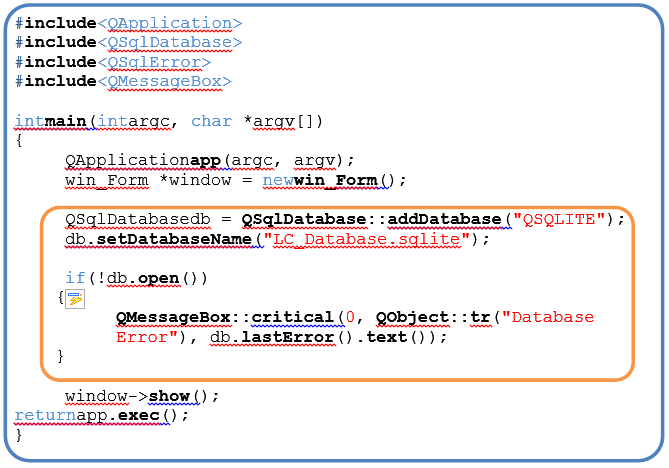 #include<QApplication>
#include<QSqlDatabase>
#include<QSqlError>
#include<QMessageBox>
intmain(intargc, char *argv[])
{
QApplicationapp(argc, argv);
win_Form *window = newwin_Form();
QSqlDatabasedb = QSqlDatabase::addDatabase("QSQLITE");
db.setDatabaseName("LC_Database.sqlite");
if(!db.open())
{
QMessageBox::critical(0, QObject::tr("Database
Error"), db.lastError().text());
}
window->show();
returnapp.exec();
}